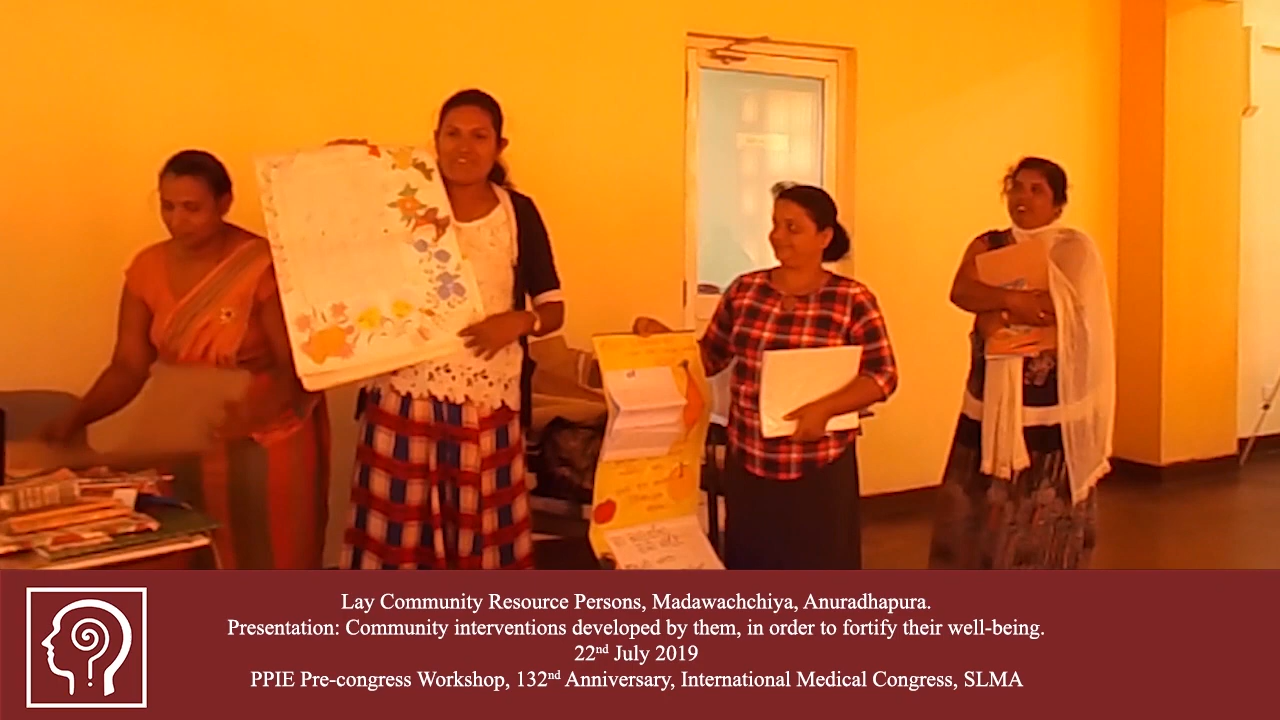 Lay Community Resource Persons, Madawachchiya, Anuradhapura.
Presentation: Community interventions developed by them, in order to fortify their well-being.
22nd July 2019
PPIE Pre-congress Workshop, 132nd Anniversary, International Medical Congress, SLMA